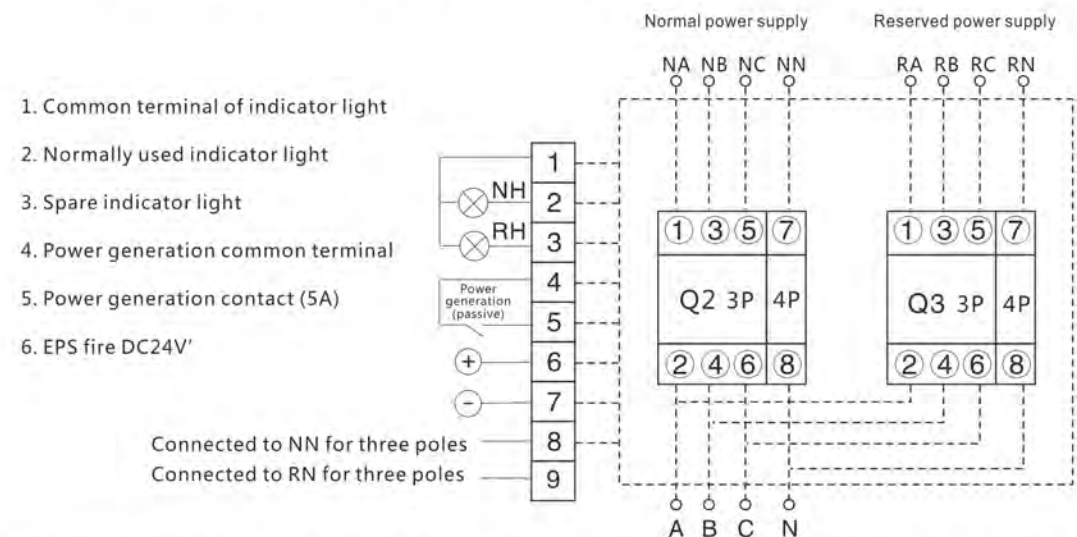 Normal power supply Reserved power supply
NA NB NC NN RA RB RC RN
1. Common terminal of indicator light
2. Normally used indicator light
3. Spare indicator light
4. Power generation common terminal
5. Power generation contact (5A)
6. EPS fire DC24V'
1
NH 2
RH 3
4
Power
generation
(passive)
5
+ 6
- 7
Connected to NN for three poles 8
Connected to RN for three poles 9
① ③ ⑤ ⑦ ① ③ ⑤ ⑦
Q2 3P 4P Q3 3P 4P
② ④ ⑥ ⑧ ② ④ ⑥ ⑧
A B C N